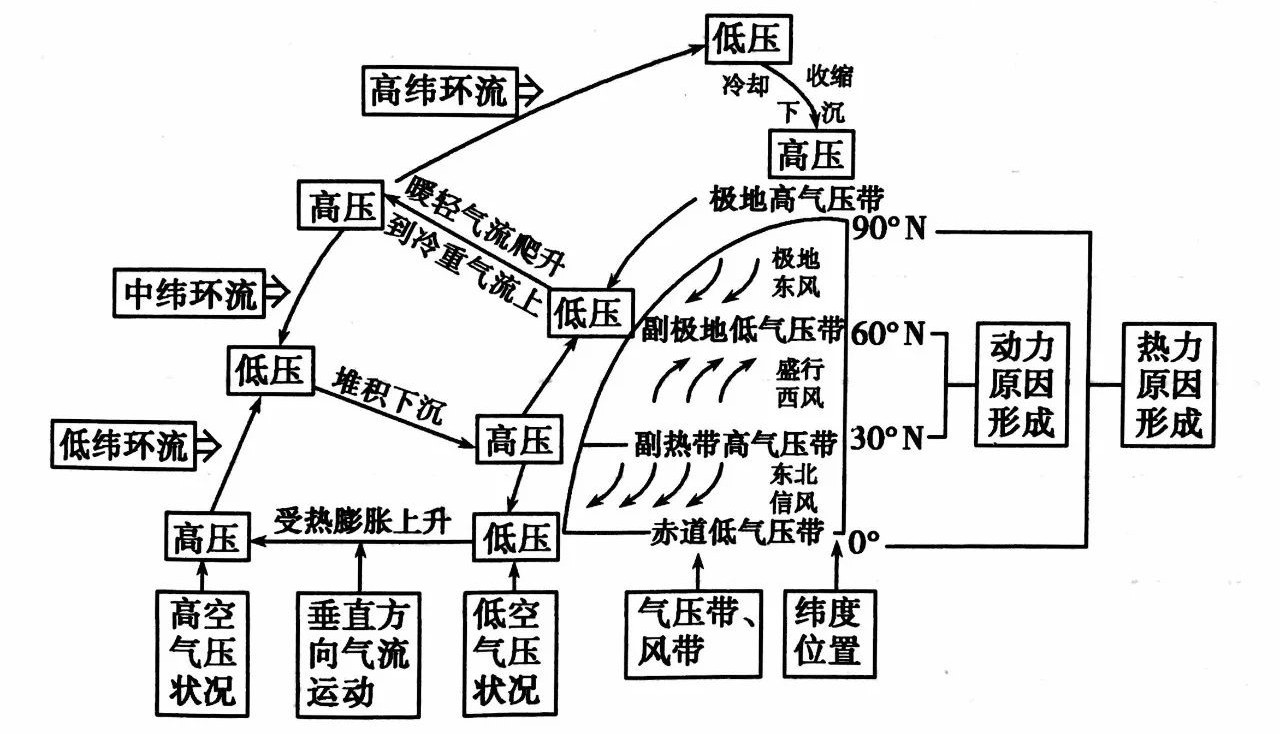 低压
冷却
收缩
下沉
高纬环流
高压
极地高气压带
高压
暖轻气流爬升
到冷重气流上
90°N
极地
东风
中纬环流
低压
副极地低气压带
60°N
动力
原因
形成
热力
原因
形成
低压
堆积下沉
盛行
西风
低纬环流
高压
副热带高气压带
30°N
东北
信风
高压
受热膨胀上升
低压
赤道低气压带
0°
高空
气压
状况
垂直方
向气流
运动
低空
气压
状况
气压带、
风带
纬度
位置